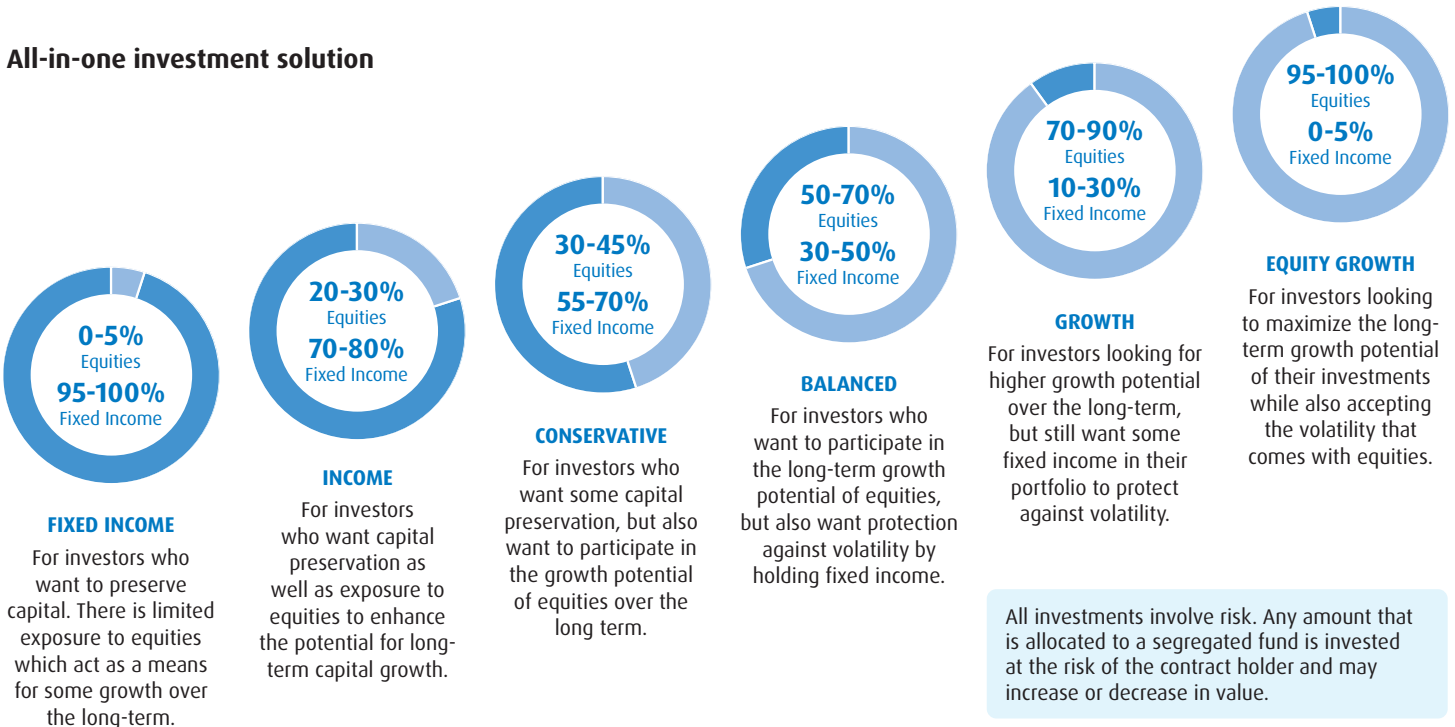 All-in-one investment solution
0-5%
Equities
95-100%
Fixed Income
FIXED INCOME
For investors who
want to preserve
capital. There is limited
exposure to equities
which act as a means
for some growth over
the long-term.
20-30%
Equities
70-80%
Fixed Income
INCOME
For investors
who want capital
preservation as
well as exposure to
equities to enhance
the potential for long-
term capital growth.
30-45%
Equities
55-70%
Fixed Income
CONSERVATIVE
For investors who
want some capital
preservation, but also
want to participate in
the growth potential
of equities over the
long term.
50-70%
Equities
30-50%
Fixed Income
BALANCED
For investors who
want to participate in
the long-term growth
potential of equities,
but also want protection
against volatility by
holding fixed income.
70-90%
Equities
10-30%
Fixed Income
GROWTH
For investors looking for
higher growth potential
over the long-term,
but still want some
fixed income in their
portfolio to protect
against volatility.
95-100%
Equities
0-5%
Fixed Income
EQUITY GROWTH
For investors looking
to maximize the long-
term growth potential
of their investments
while also accepting
the volatility that
comes with equities.
All investments involve risk. Any amount that
is allocated to a segregated fund is invested
at the risk of the contract holder and may
increase or decrease in value.